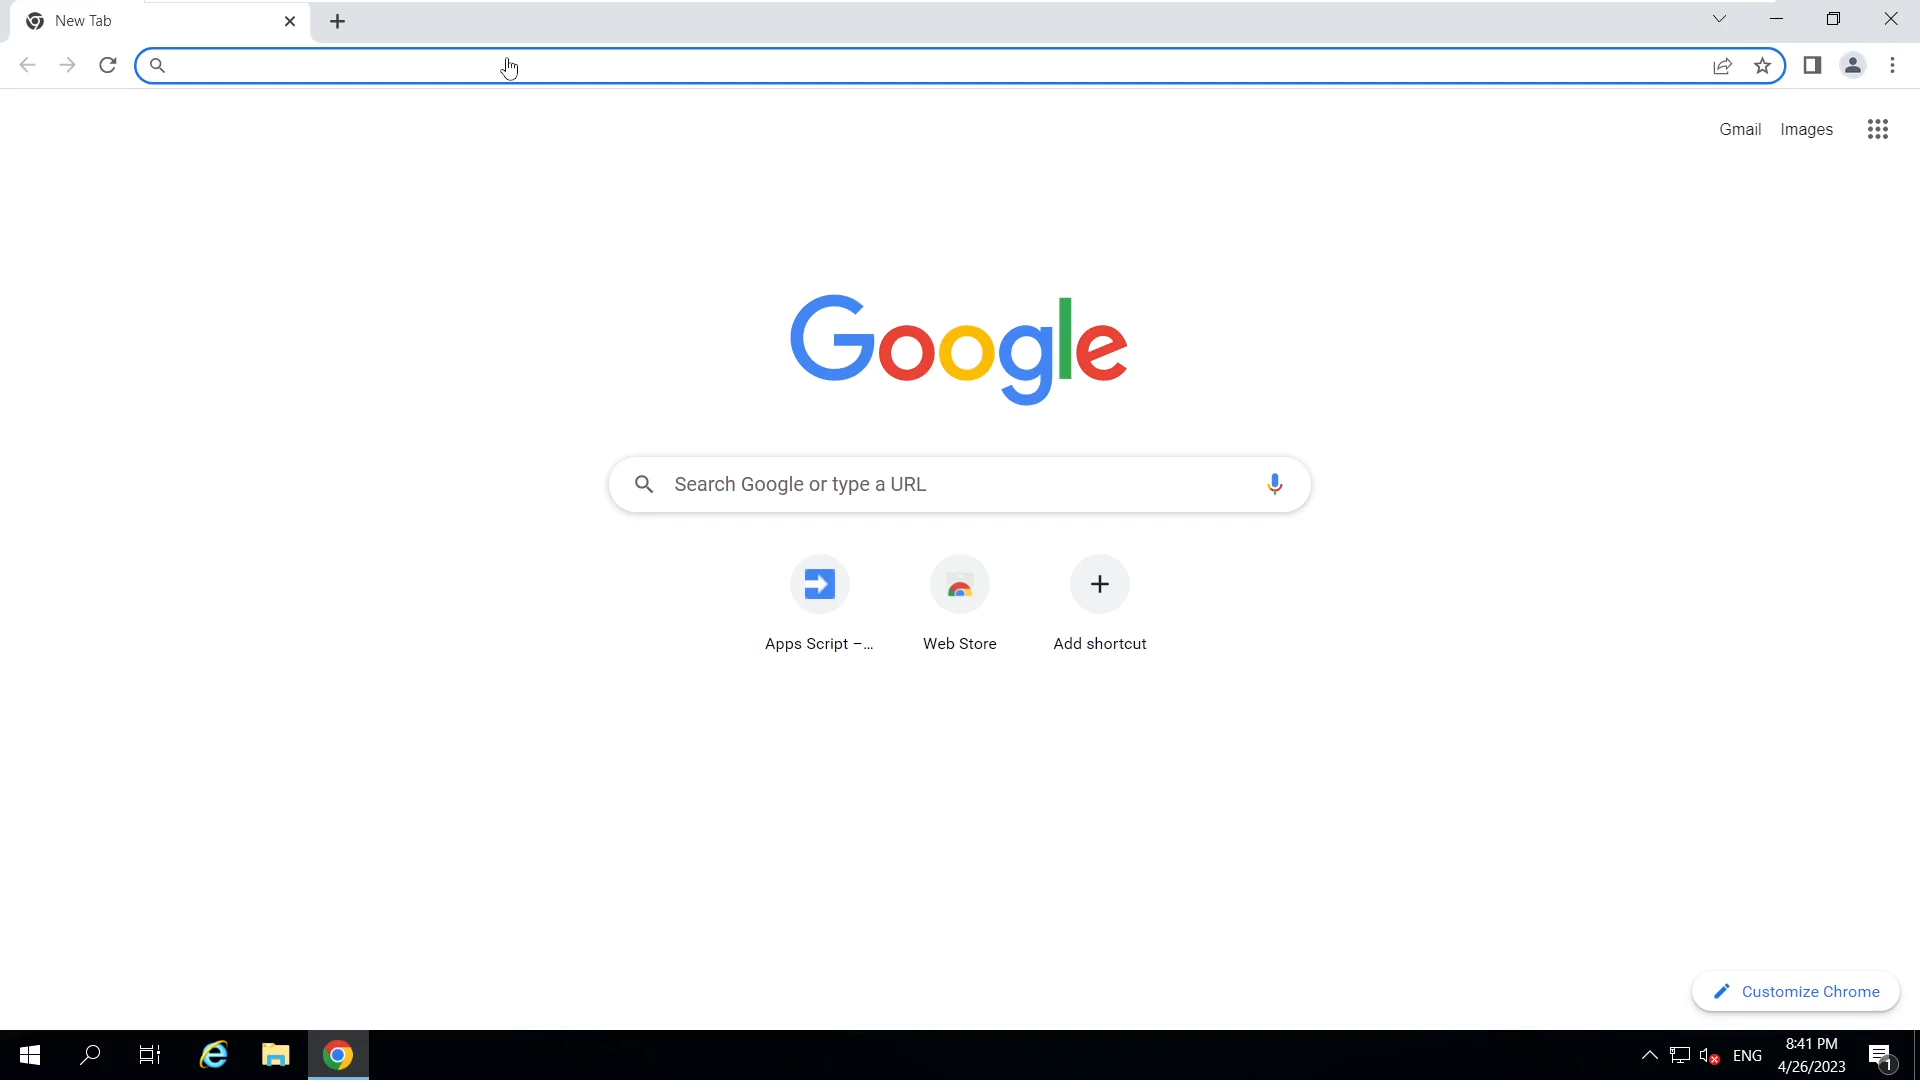 New Tab
Gmail Images
Google
Search Google or type a URL
Apps Script –... Web Store Add shortcut
Customize Chrome
ENG 8:41 PM
4/26/2023
1